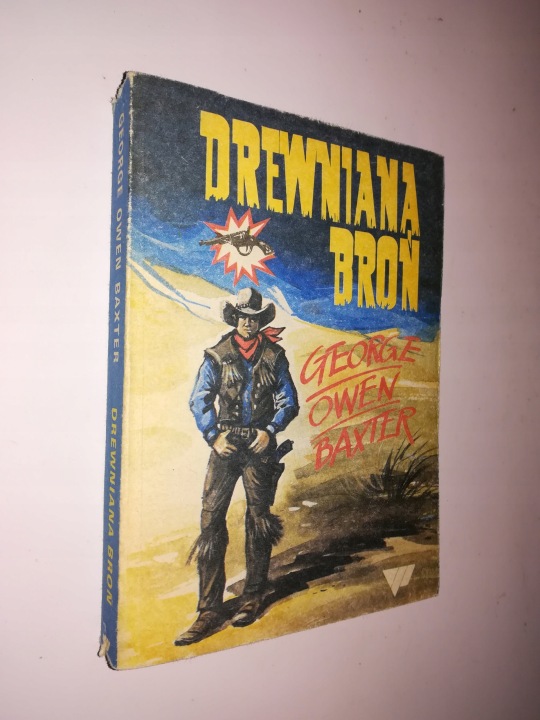 DREWNIANA
BROŃ
GEORGE
OWEN
BAXTER
GEORGE OWEN BAXTER DREWNIANA BROŃ